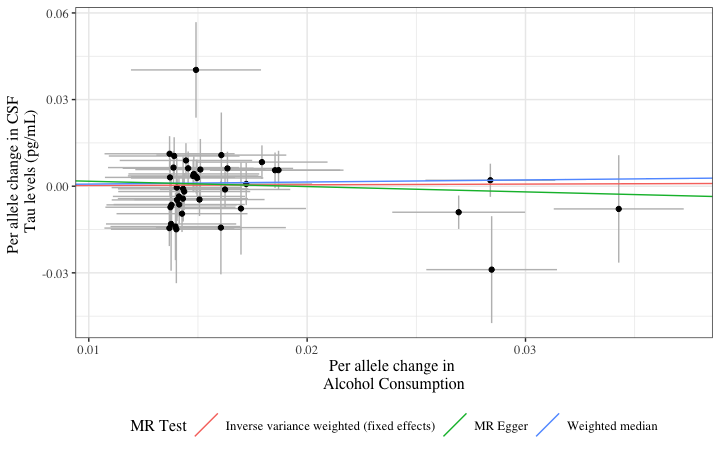 Per allele change in CSF
Tau levels (pg/mL)
0.06
0.03
0.00
-0.03
0.01 0.02 0.03
Per allele change in
Alcohol Consumption
MR Test Inverse variance weighted (fixed effects) MR Egger Weighted median